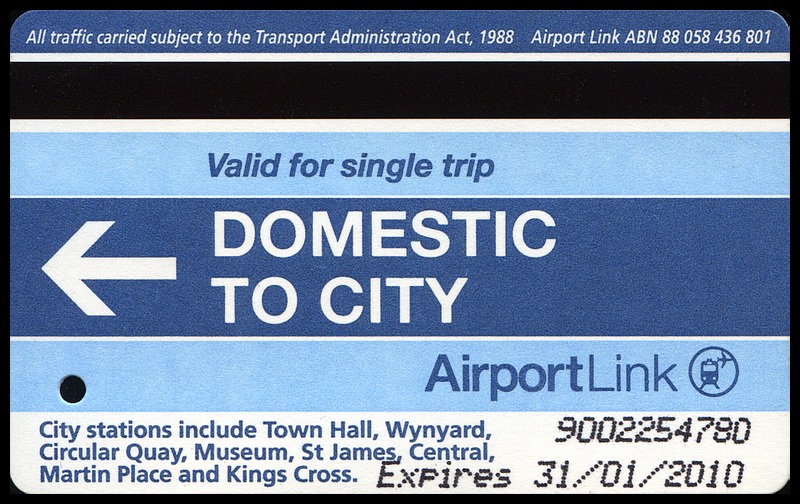 All traffic carried subject to the Transport Administration Act, 1988 Airport Link ABN 88 058 436 801
Valid for single trip
DOMESTIC
TO CITY
AirportLink
City stations include Town Hall, Wynyard,
Circular Quay, Museum, St James, Central,
Martin Place and Kings Cross.
9002254780
Expires 31/01/2010